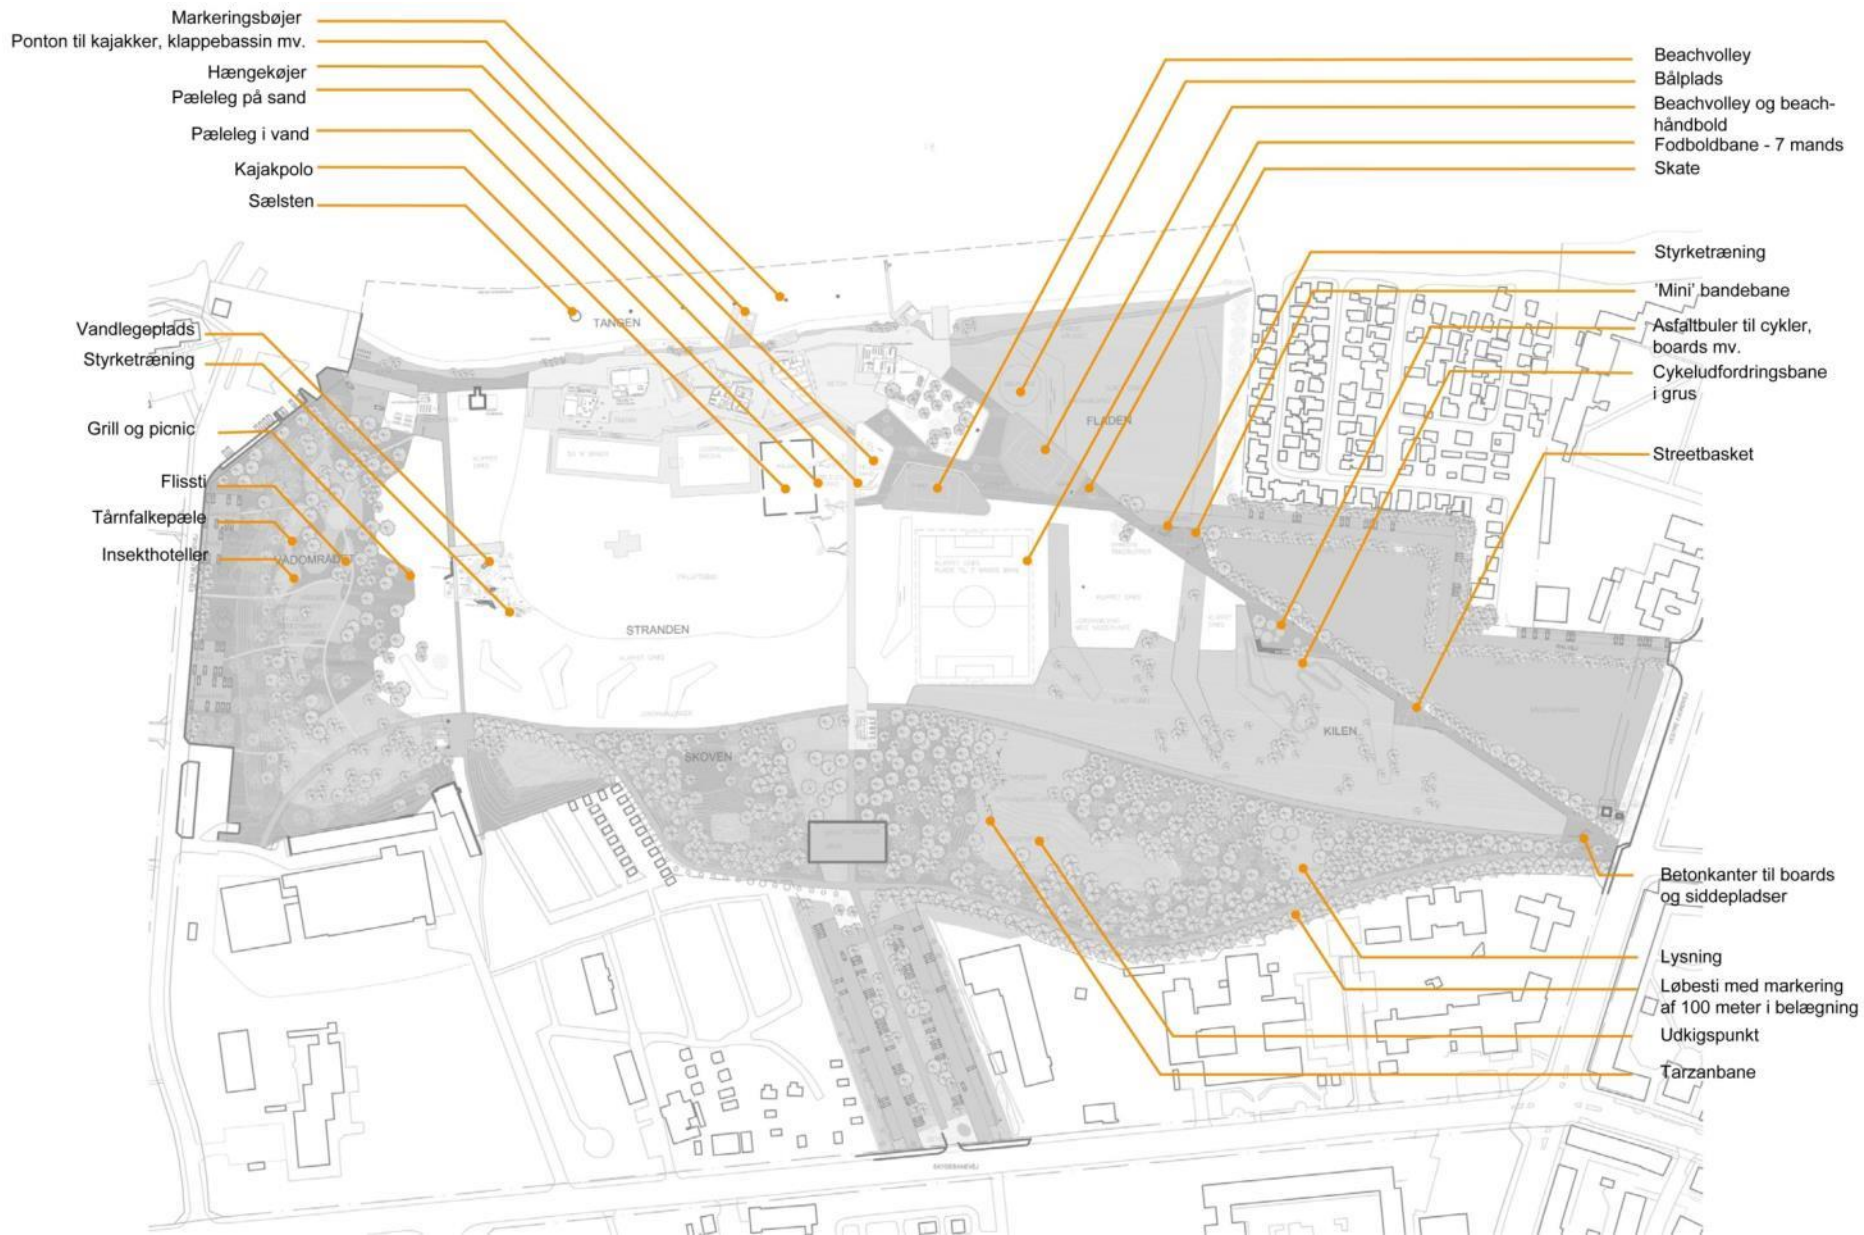 Markeringsbøjer
Ponton til kajakker, klappebassin mv.
Hængekøjer
Pæleleg på sand
Pæleleg i vand
Kajakpolo
Sælsten
Vandlegeplads
Styrketræning
Grill og picnic
Flissti
Tårnfalkepæle
Insekthoteller
Beachvolley
Bålplads
Beachvolley og beach-
håndbold
Fodboldbane - 7 mands
Skate
Styrketræning
'Mini' bandebane
Asfaltbuler til cykler,
boards mv.
Cykeludfordringsbane
i grus
Streetbasket
Betonkanter til boards
og siddepladser
Lysning
Løbesti med markering
af 100 meter i belægning
Udkigspunkt
Tarzanbane
TANGEN
FLADEN
VÅDOMRÅDET
STRANDEN
SKOVEN
KILEN